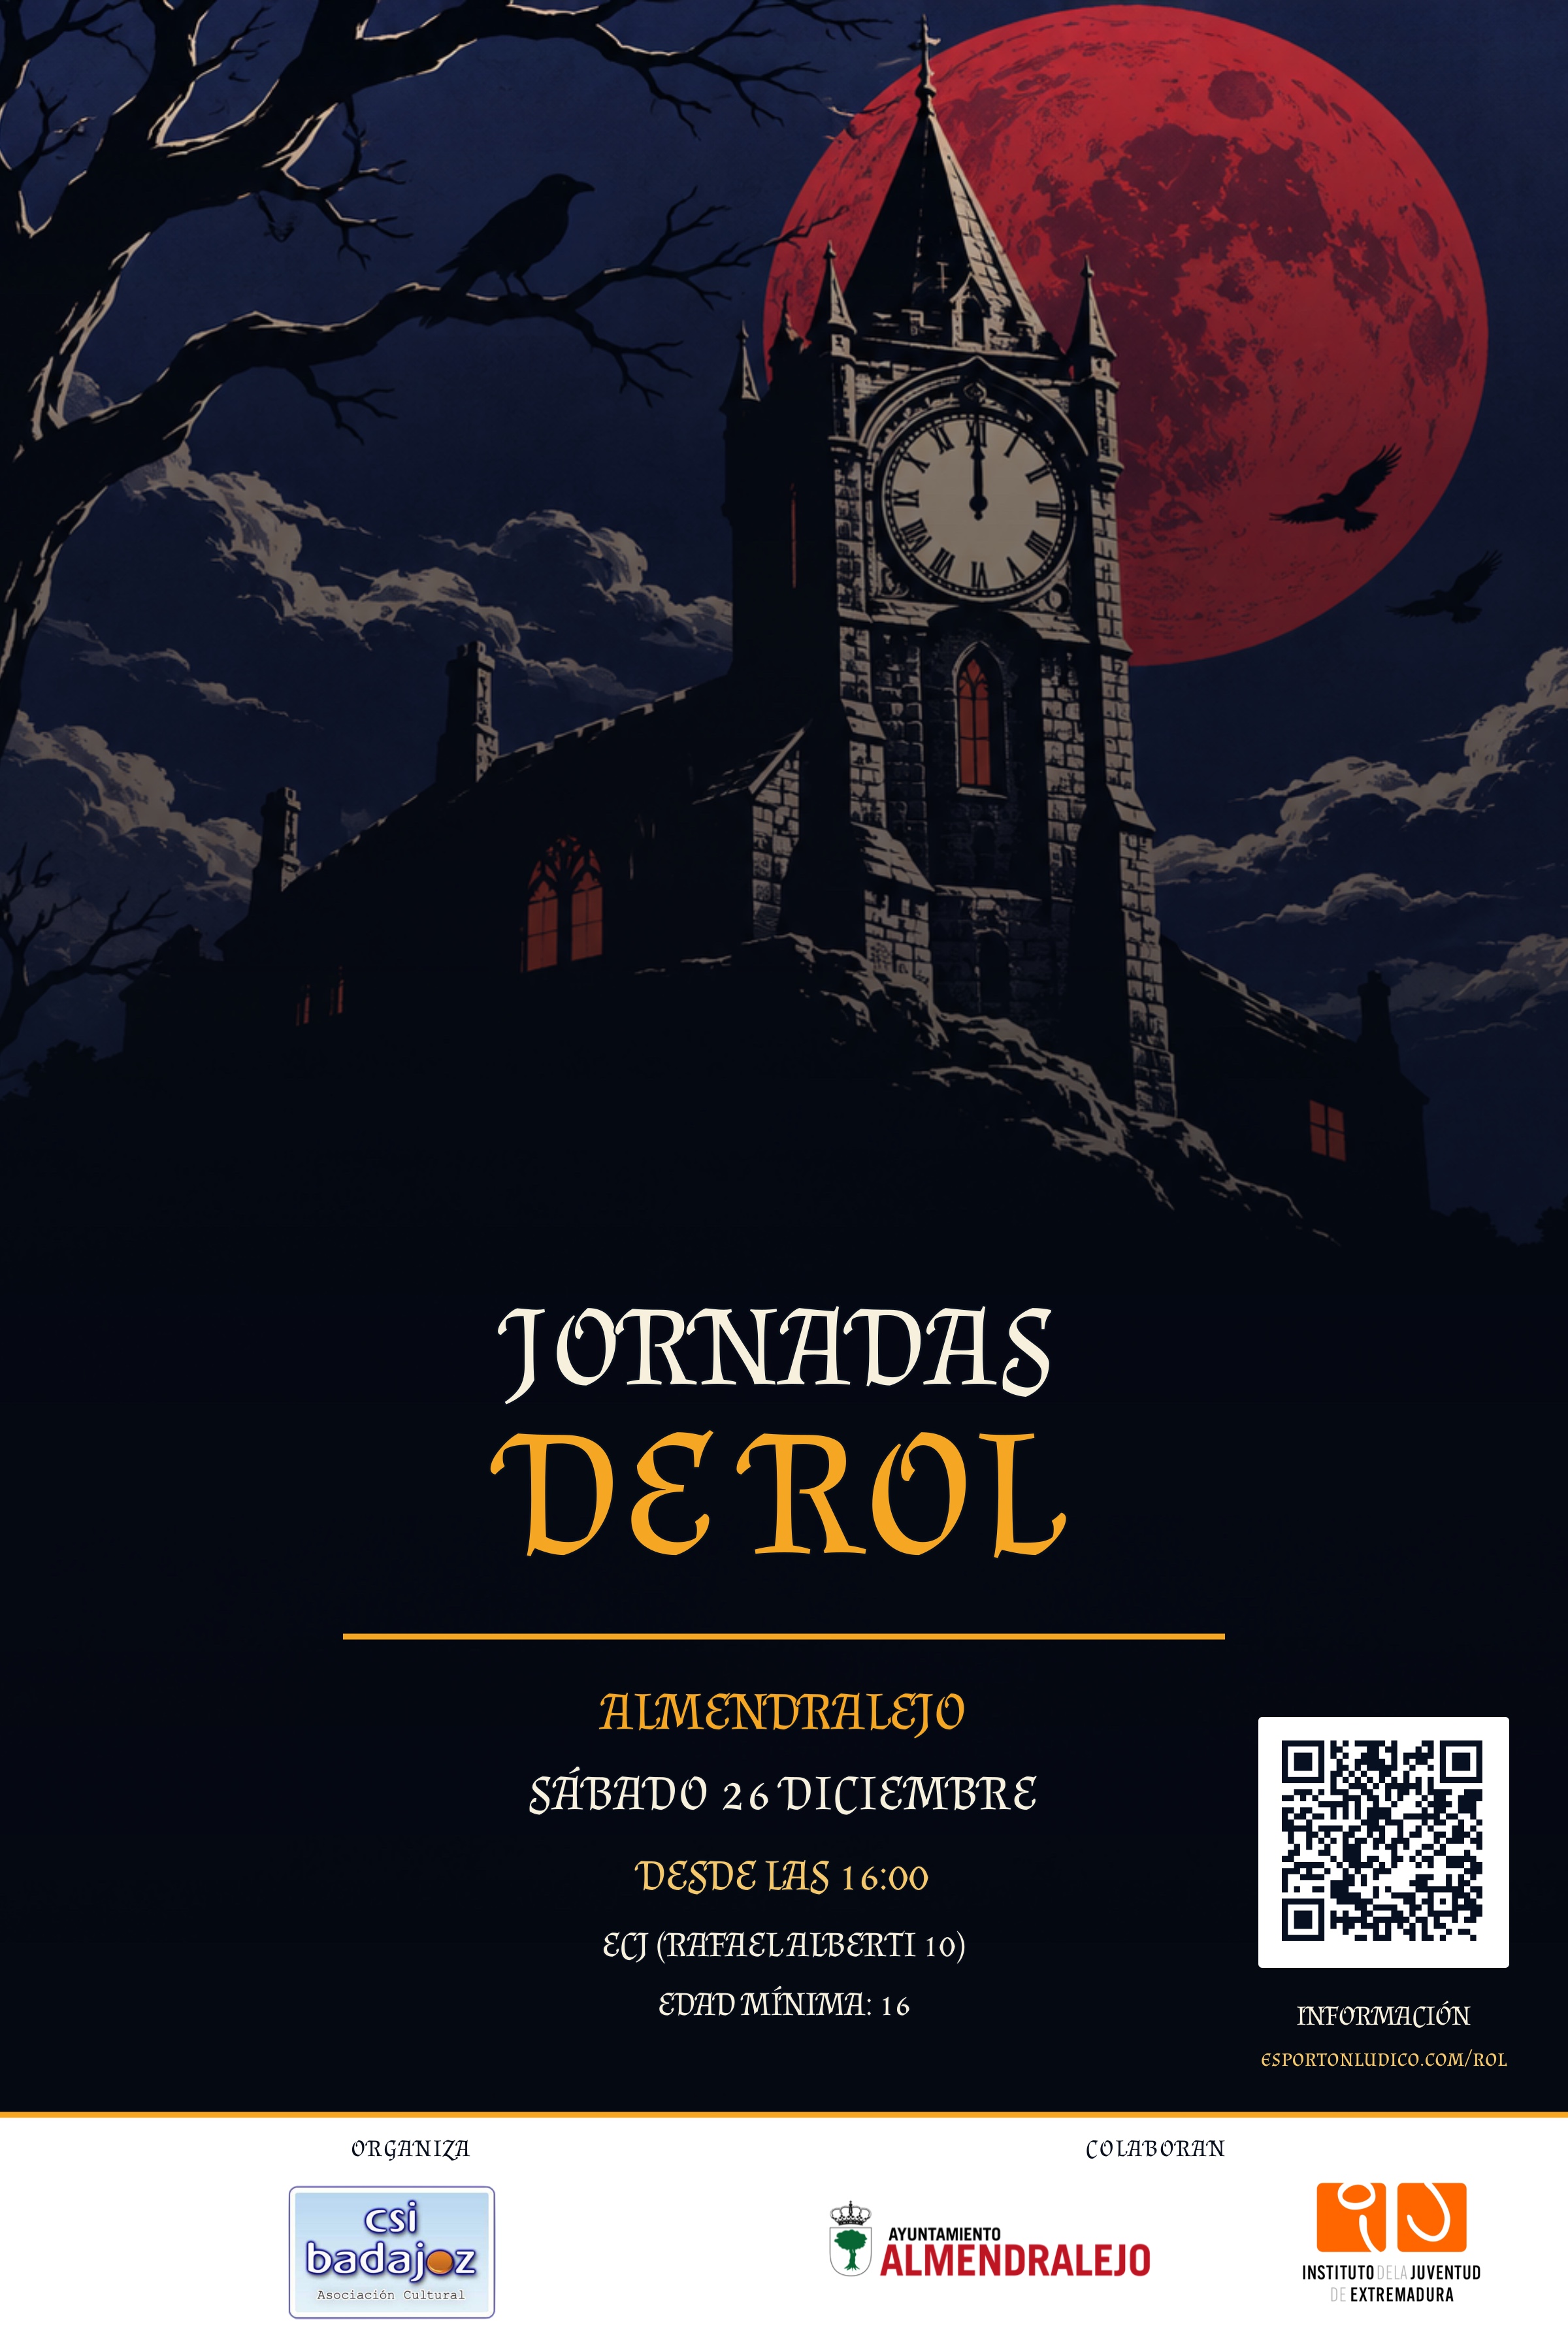 JORNADAS
DE ROL
ALMENDRALEJO
SÁBADO 26 DICIEMBRE
DESDE LAS 16:00
ECJ (RAFAEL ALBERTI 10)
EDAD MÍNIMA: 16
INFORMACIÓN
ESPORTONLUDICO.COM/ROL
ORGANIZA
COLABORAN
csi
badajoz
Asociación Cultural
AYUNTAMIENTO
ALMENDRALEJO
INSTITUTO DE LA JUVENTUD
DE EXTREMADURA